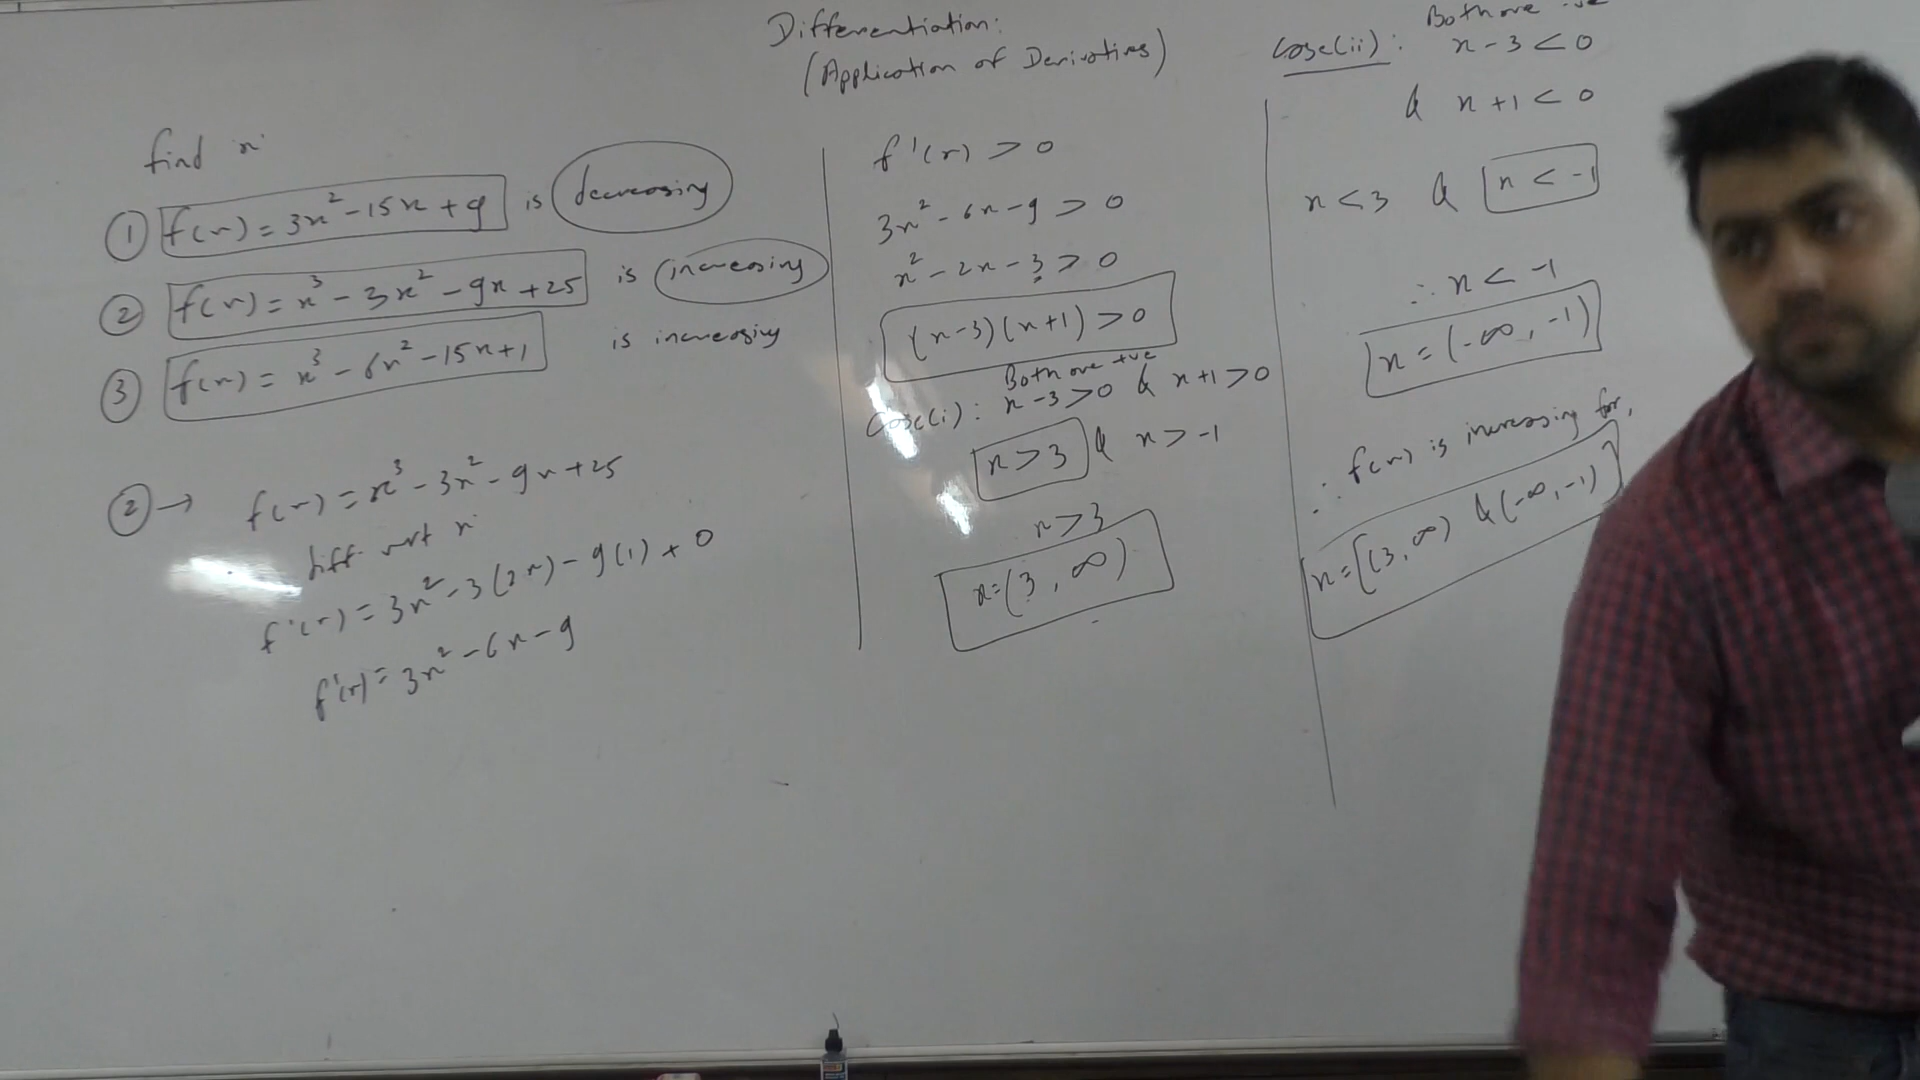 Differentiation:
(Application of Derivatives)
find x
① f(x) = 3x² - 15x + 9 is decreasing
② f(x) = x³ - 3x² - 9x + 25 is increasing
③ f(x) = x³ - 6x² - 15x + 1 is increasing
② → f(x) = x³ - 3x² - 9x + 25
diff wrt x
f'(x) = 3x² - 3(2x) - 9(1) + 0
f'(x) = 3x² - 6x - 9
f'(x) > 0
3x² - 6x - 9 > 0
x² - 2x - 3 > 0
(x-3)(x+1) > 0
Both are +ve
Case(i): x - 3 > 0 & x + 1 > 0
x > 3 & x > -1
x > 3
x = (3, ∞)
Both are -ve
Case(ii): x - 3 < 0
& x + 1 < 0
x < 3 & x < -1
∴ x < -1
x = (-∞, -1)
∴ f(x) is increasing for,
x = [(3, ∞) & (-∞, -1)]